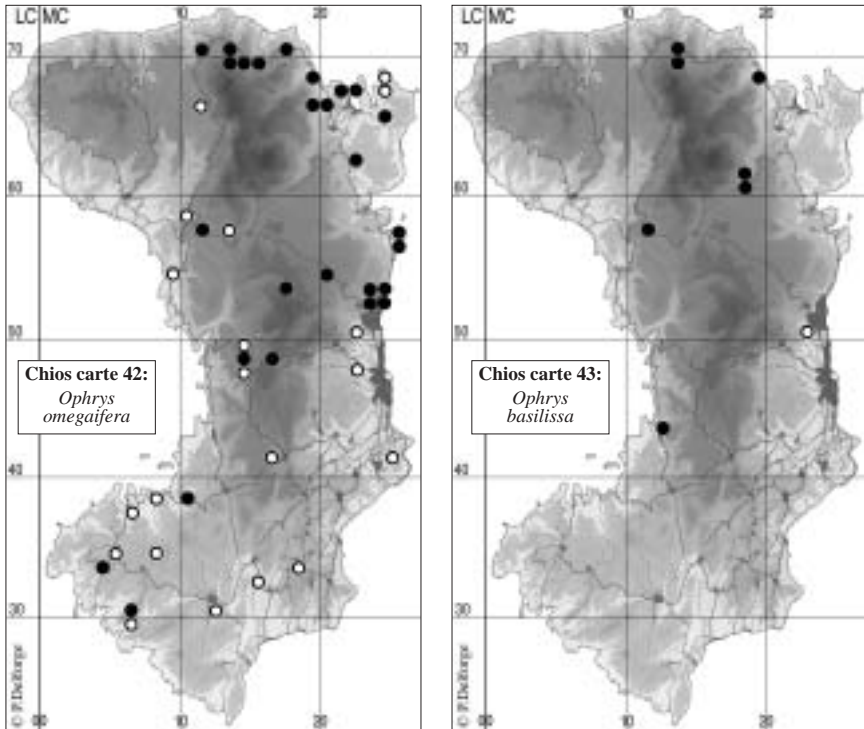 LC MC
10
20
70
60
50
Chios carte 42:
Ophrys
omegaifera
40
30
00
10
20
© P.Delforge
LC MC
10
20
70
60
50
Chios carte 43:
Ophrys
basilissa
40
30
00
10
20
© P.Delforge